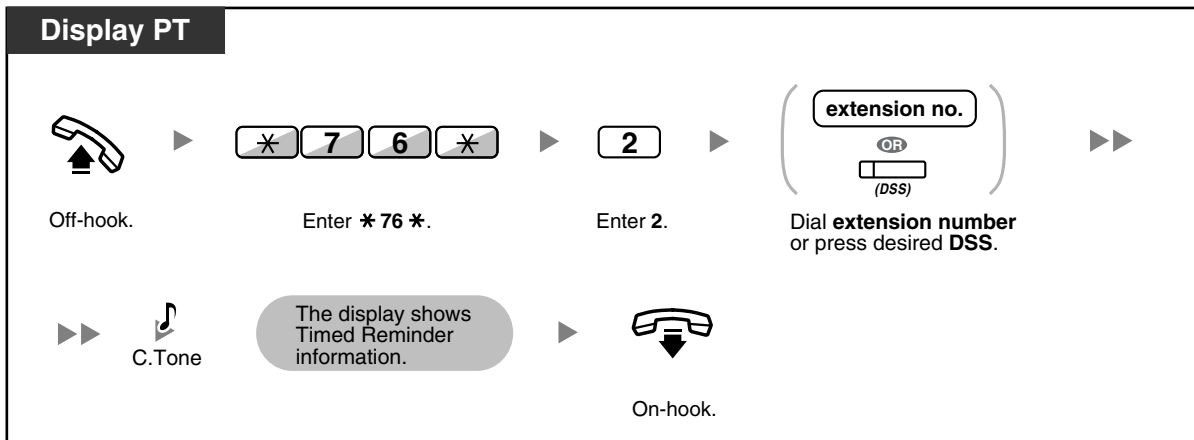 Display PT
✳ 7 6 ✳
2
extension no.
OR
(DSS)
Off-hook.
Enter ✳ 76 ✳.
Enter 2.
Dial extension number
or press desired DSS.
C.Tone
The display shows
Timed Reminder
information.
On-hook.